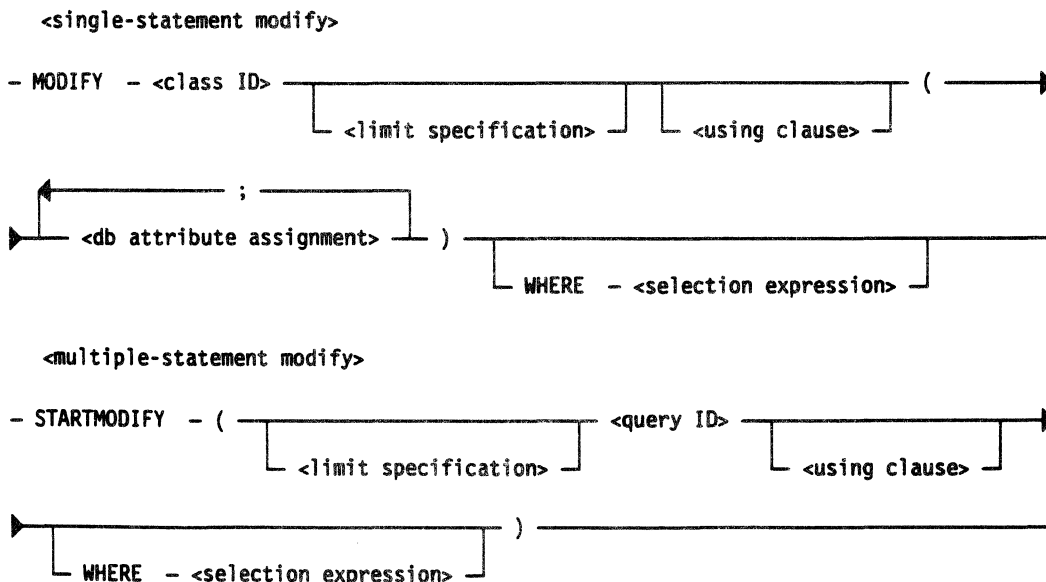 <single-statement modify>
– MODIFY – <class ID> (
<limit specification> <using clause>
;
<db attribute assignment> )
WHERE – <selection expression>
<multiple-statement modify>
– STARTMODIFY – ( <query ID>
<limit specification> <using clause>
)
WHERE – <selection expression>